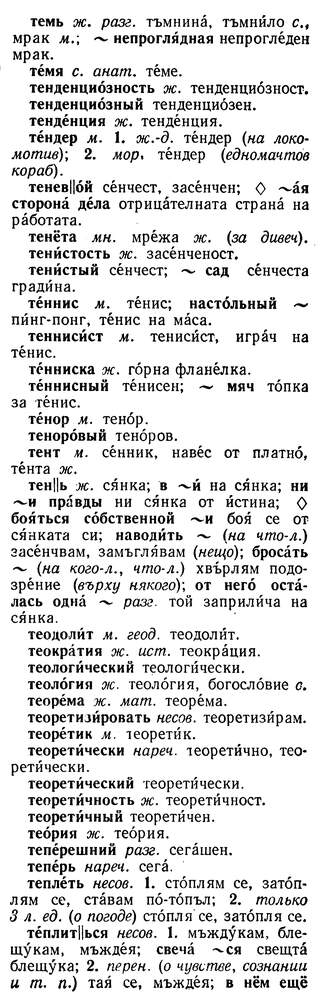 темь ж. разг. тъмнина́, тъмни́ло с.,
мрак м.; ~ непрогля́дная непрогле́ден
мрак.
те́мя с. анат. те́ме.
тенденцио́зность ж. тенденцио́зност.
тенденцио́зный тенденцио́зен.
тенде́нция ж. тенде́нция.
те́ндер м. 1. ж.-д. те́ндер (на локо-
мотив); 2. мор. те́ндер (едномачтов
кораб).
тенев||о́й се́нчест, засе́нчен; ◊ ~а́я
сторона́ де́ла отрица́телната страна́ на
ра́ботата.
тенёта мн. мре́жа ж. (за дивеч).
тени́стость ж. засе́нченост.
тени́стый се́нчест; ~ сад се́нчеста
гради́на.
те́ннис м. те́нис; насто́льный ~
пи́нг-понг, те́нис на ма́са.
тенниси́ст м. тениси́ст, игра́ч на
те́нис.
те́нниска ж. го́рна флане́лка.
те́ннисный те́нисен; ~ мяч то́пка
за те́нис.
те́нор м. тено́р.
теноро́вый тено́ров.
тент м. се́нник, наве́с от платно́,
те́нта ж.
тен||ь ж. ся́нка; в ~и́ на ся́нка; ни
~и пра́вды ни ся́нка от и́стина; ◊
боя́ться со́бственной ~и боя́ се от
ся́нката си; наводи́ть ~ (на что-л.)
засе́нчвам, замъгля́вам (нещо); броса́ть
~ (на кого-л., что-л.) хвъ́рлям подо-
зре́ние (върху някого); от него́ оста́-
лась одна́ ~ разг. той заприли́ча на
ся́нка.
теодоли́т м. геод. теодоли́т.
теокра́тия ж. ист. теокра́ция.
теологи́ческий теологи́чески.
теоло́гия ж. теоло́гия, богосло́вие с.
теоре́ма ж. мат. теоре́ма.
теоретизи́ровать несов. теоретизи́рам.
теоре́тик м. теорети́к.
теорети́чески нареч. теорети́чно, тео-
рети́чески.
теорети́ческий теорети́чески.
теорети́чность ж. теорети́чност.
теорети́чный теорети́чен.
тео́рия ж. тео́рия.
тепе́решний разг. сега́шен.
тепе́рь нареч. сега́.
тепле́ть несов. 1. сто́плям се, зато́п-
лям се, ста́вам по́-то́пъл; 2. только
3 л. ед. (о погоде) сто́пля се, зато́пля се.
те́плит||ься несов. 1. мъжду́кам, бле-
щу́кам, мъжде́я; свеча́ ~ся свещта́
блещу́ка; 2. перен. (о чувстве, сознании
и т. п.) тая́ се, мъжде́я; в нём ещё